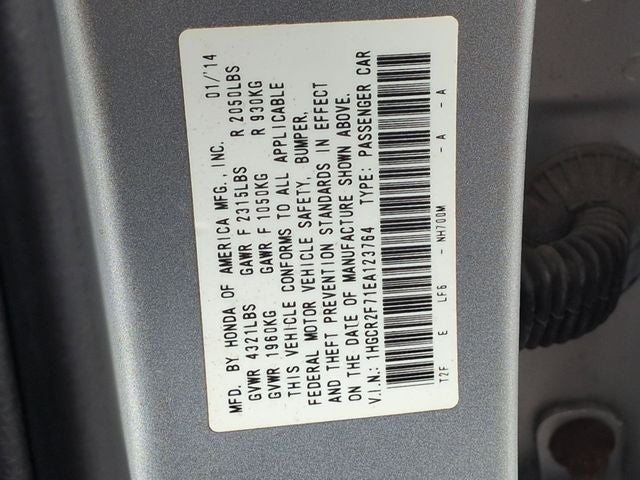 MFD. BY HONDA OF AMERICA MFG., INC. 01/'14
GVWR 4321LBS GAWR F 2315LBS R 2050LBS
GVWR 1960KG GAWR F 1050KG R 930KG
THIS VEHICLE CONFORMS TO ALL APPLICABLE
FEDERAL MOTOR VEHICLE SAFETY, BUMPER,
AND THEFT PREVENTION STANDARDS IN EFFECT
ON THE DATE OF MANUFACTURE SHOWN ABOVE.
V.I.N.: 1HGCR2F71EA123764 TYPE: PASSENGER CAR
T2F E LF6 - NH700M - A - A